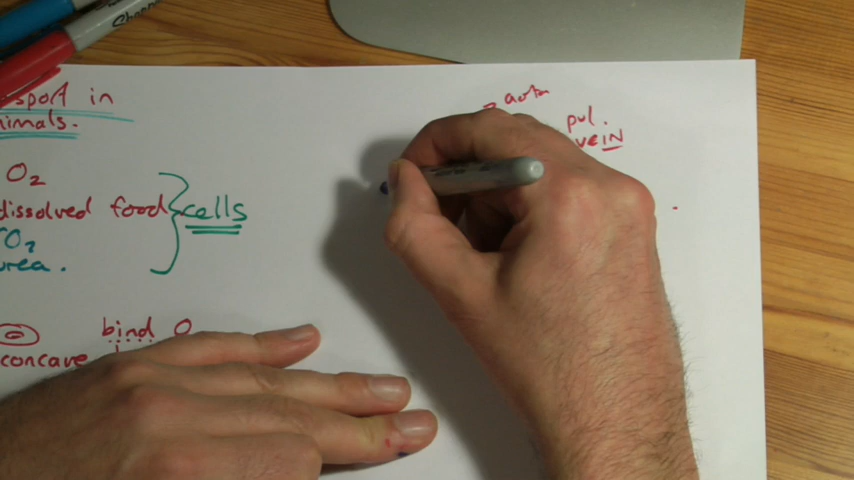 sport in
nimals.
O₂
dissolved food
cells
O₂
urea.
bind O
concave
aorta
pul.
veIN